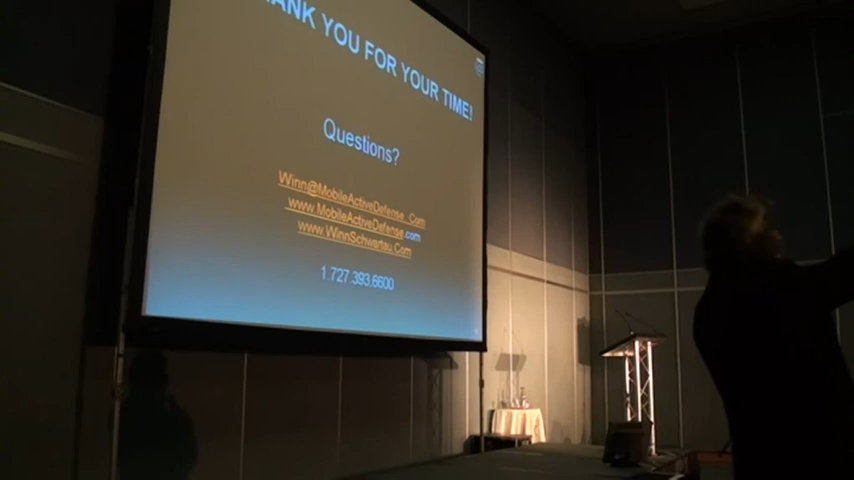 ANK YOU FOR YOUR TIME!
Questions?
Winn@MobileActiveDefense.Com
www.MobileActiveDefense.com
www.WinnSchwartau.Com
1.727.393.6600